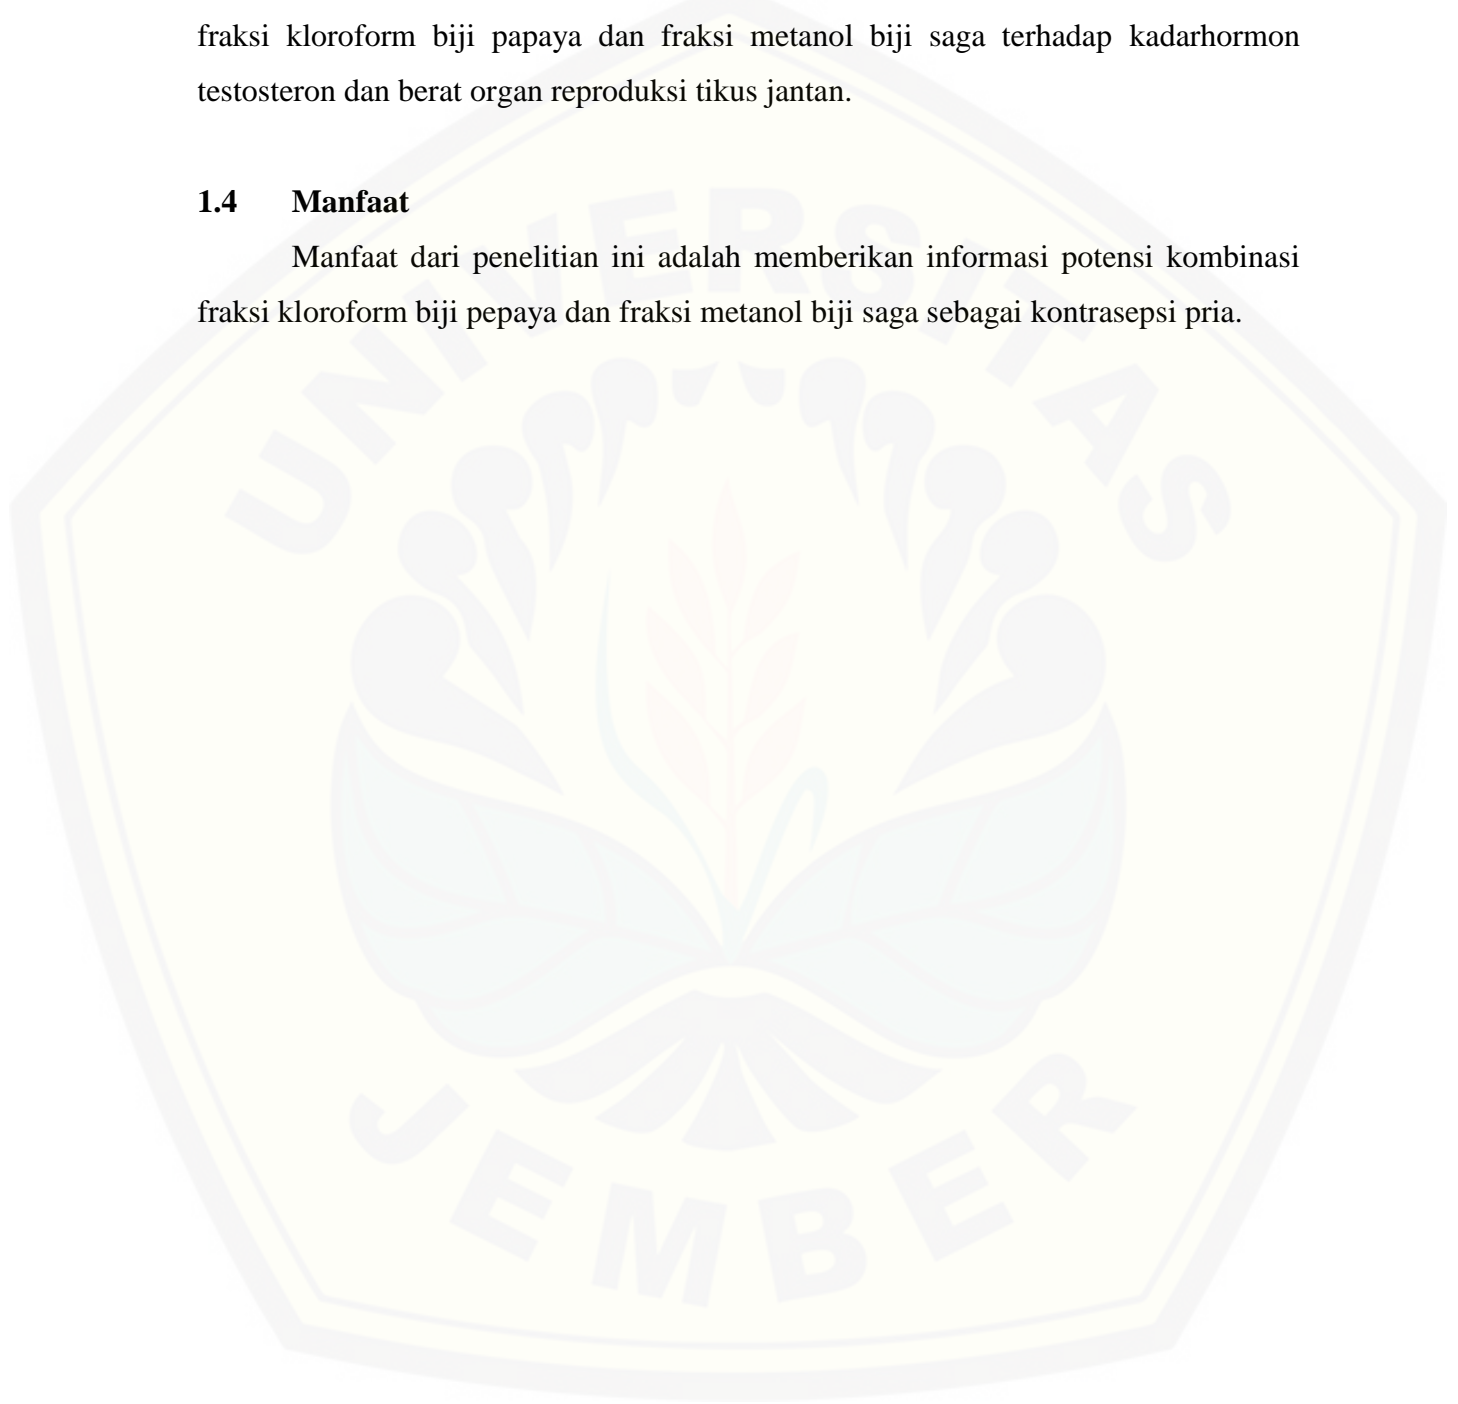 fraksi kloroform biji papaya dan fraksi metanol biji saga terhadap kadarhormon
testosteron dan berat organ reproduksi tikus jantan.
1.4 Manfaat
Manfaat dari penelitian ini adalah memberikan informasi potensi kombinasi
fraksi kloroform biji pepaya dan fraksi metanol biji saga sebagai kontrasepsi pria.
UNIVERSITAS
JEMBER